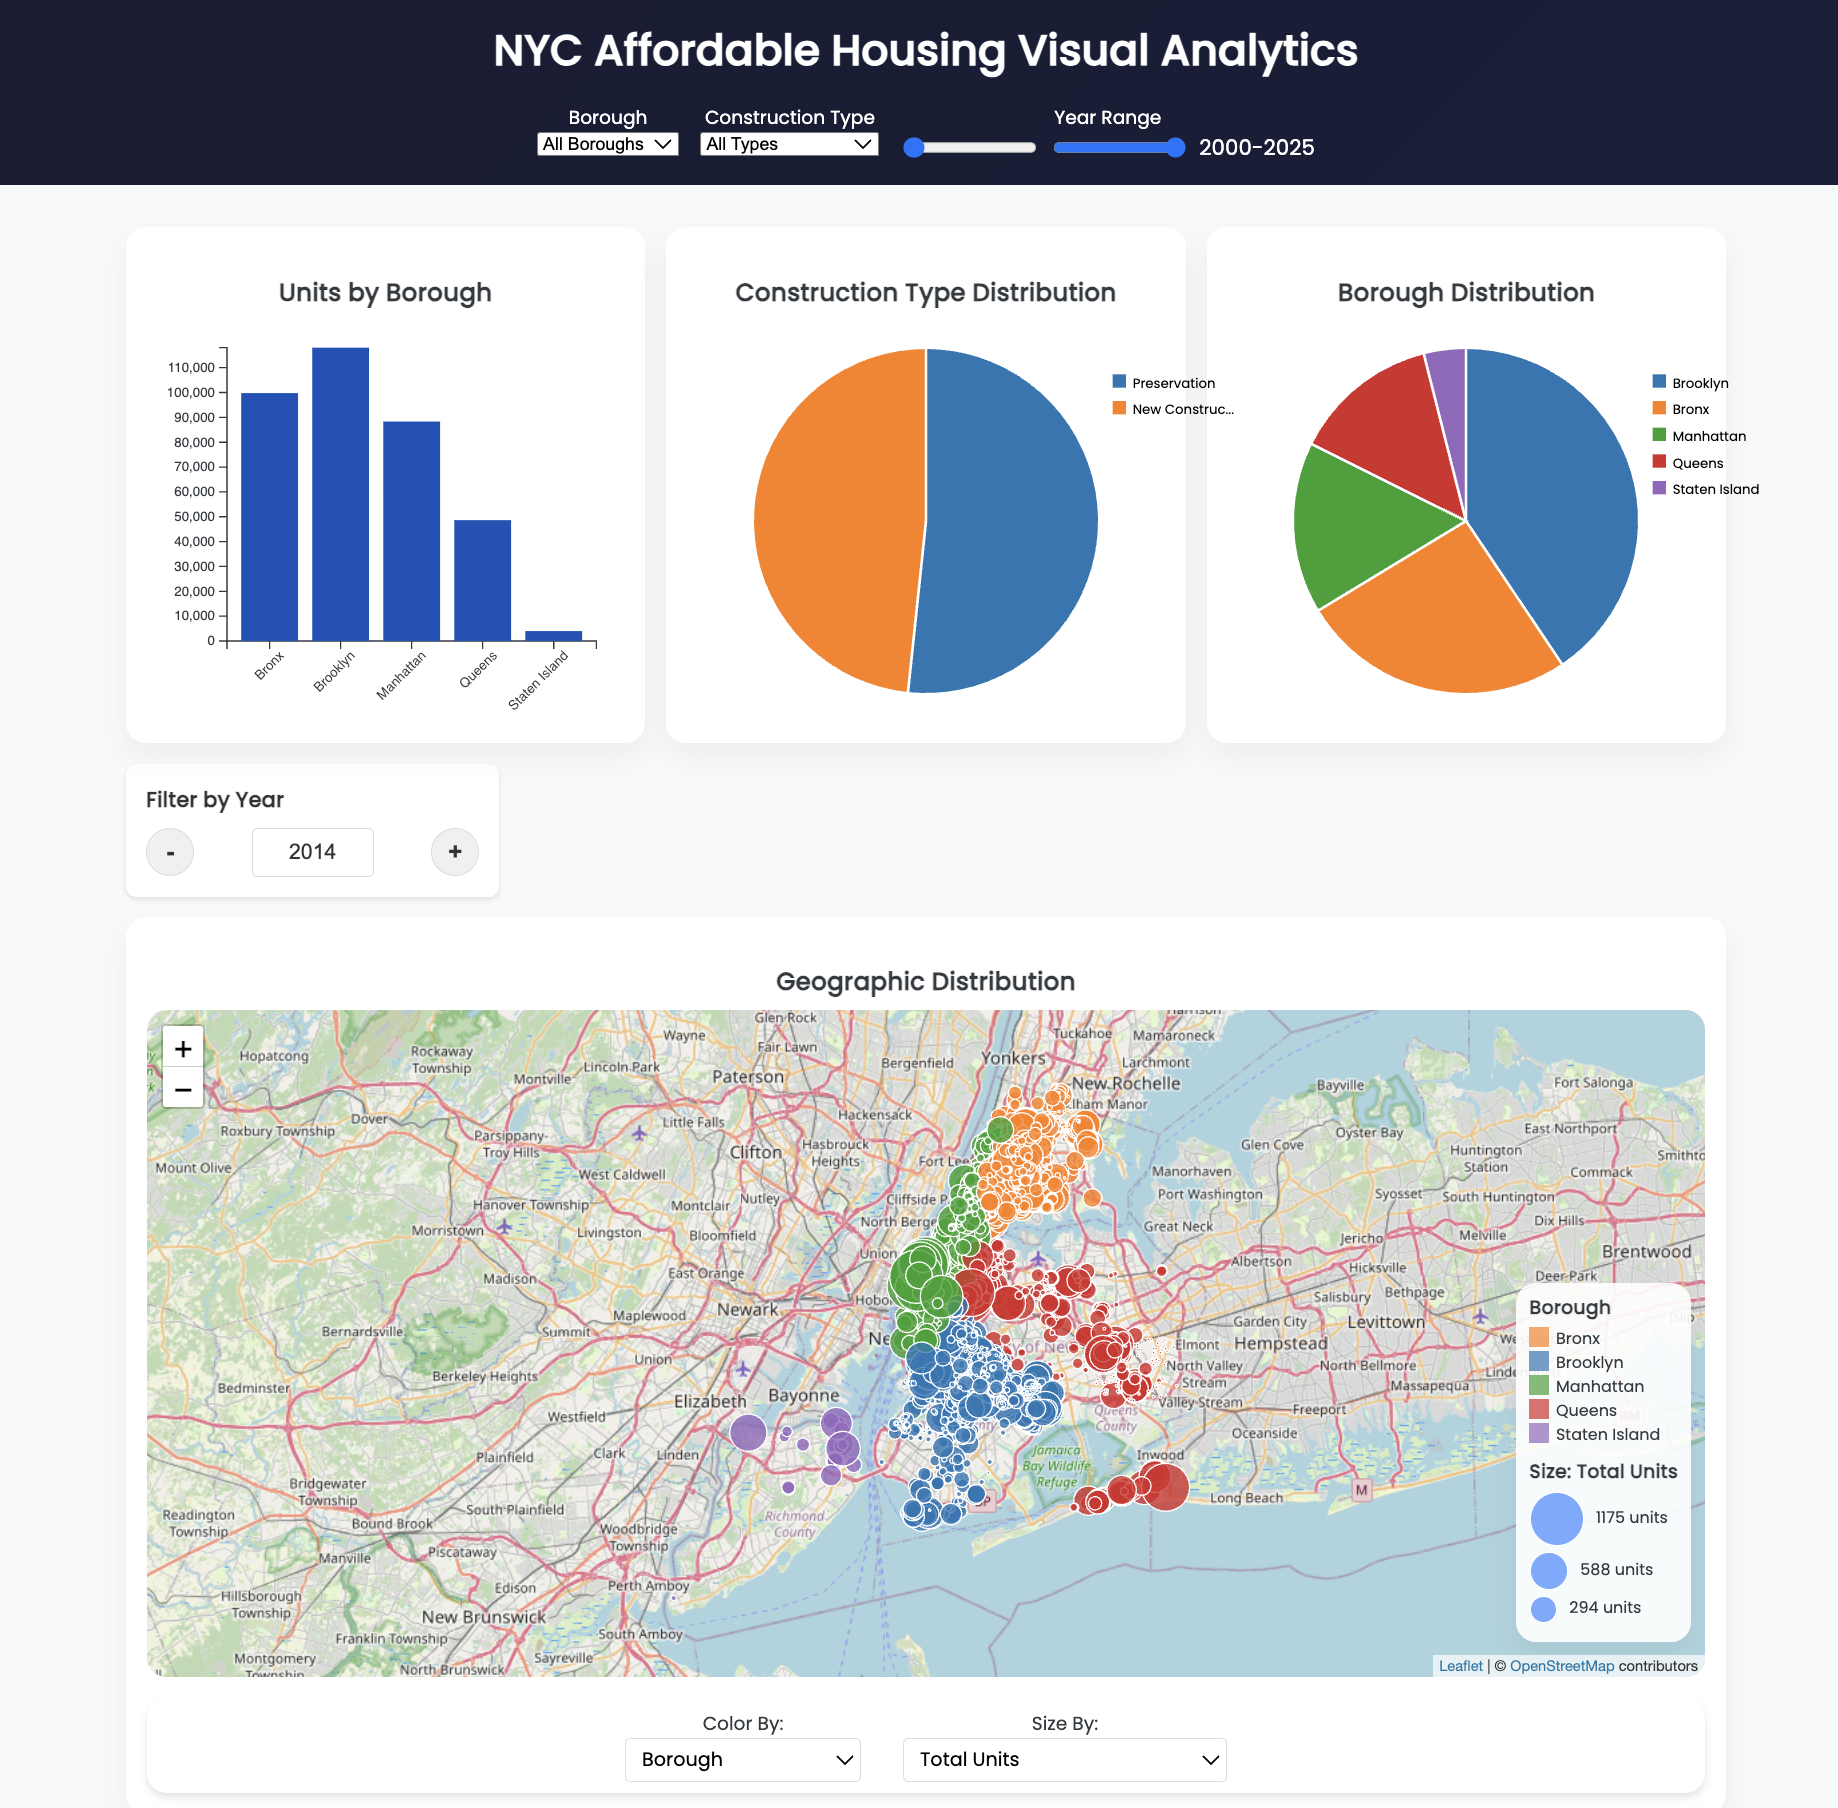 NYC Affordable Housing Visual Analytics
Borough
Construction Type
Year Range
All Boroughs
All Types
2000-2025
Units by Borough
110,000
100,000
90,000
80,000
70,000
60,000
50,000
40,000
30,000
20,000
10,000
0
Bronx
Brooklyn
Manhattan
Queens
Staten Island
Construction Type Distribution
Preservation
New Construc...
Borough Distribution
Brooklyn
Bronx
Manhattan
Queens
Staten Island
Filter by Year
-
2014
+
Geographic Distribution
+
−
Glen Rock
Tuckahoe
Mamaroneck
Hopatcong
Rockaway
Township
Wayne
Fair Lawn
Bergenfield
Yonkers
Larchmont
Montville
Lincoln Park
Paterson
New Rochelle
Bayville
Fort Salonga
Roxbury Township
Dover
Little Falls
Hackensack
lham Manor
Parsippany-
Troy Hills
Clifton
Hasbrouck
Heights
Fort Lee
Glen Cove
Oyster Bay
East Northport
Mount Olive
West Caldwell
Huntington
Station
Commack
Smithto
Manorhaven
Port Washington
Hanover Township
Montclair
Nutley
Cliffside P
Syosset
South Huntington
Morristown
Livingston
Bloomfield
North Berge
Great Neck
Dix Hills
Jericho
Melville
Union
Albertson
Hicksville
Brentwood
Madison
East Orange
Deer Park
Newark
Maplewood
Hobo
Salisbury
Bethpage
Bernardsville
Summit
Ne
of New
Garden City
Levittown
We
Islip
Elmont
Hempstead
Union
North Valley
Stream
North Bellmore
Linde
Bedminster
Berkeley Heights
Elizabeth
Bayonne
Massapequa
Valley Stream
Freeport
Westfield
Queens
County
Oceanside
Plainfield
Clark
Linden
Jamaica
Bay Wildlife
Refuge
Inwood
Bridgewater
Township
South Plainfield
Long Beach
M
Readington
Township
Bound Brook
Richmond
County
Woodbridge
Township
Manville
Piscataway
Edison
Perth Amboy
Hillsborough
Township
New Brunswick
Franklin Township
South Amboy
Montgomery
Township
North Brunswick
Sayreville
Borough
Bronx
Brooklyn
Manhattan
Queens
Staten Island
Size: Total Units
1175 units
588 units
294 units
Leaflet | © OpenStreetMap contributors
Color By:
Size By:
Borough
Total Units